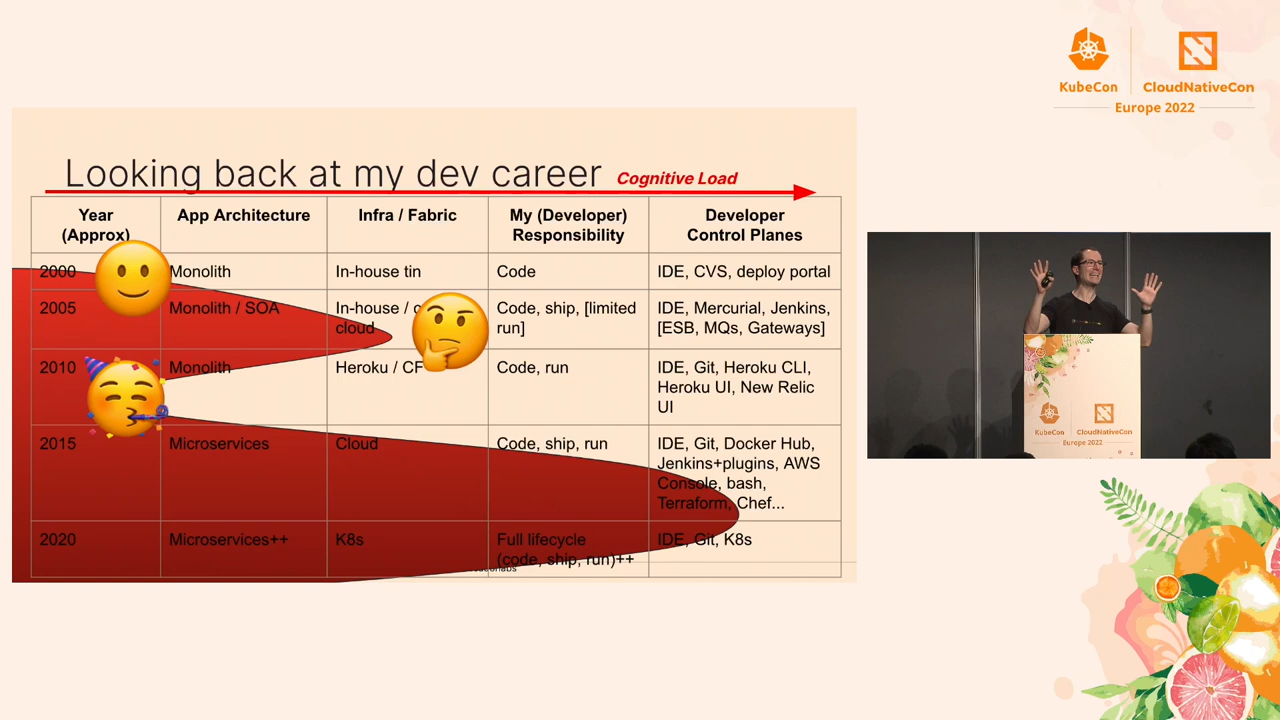 KubeCon
CloudNativeCon
Europe 2022
Looking back at my dev career
Cognitive Load
Year
(Approx)
App Architecture
Infra / Fabric
My (Developer)
Responsibility
Developer
Control Planes
2000
Monolith
In-house tin
Code
IDE, CVS, deploy portal
2005
Monolith / SOA
In-house /
cloud
Code, ship, [limited
run]
IDE, Mercurial, Jenkins,
[ESB, MQs, Gateways]
2010
Monolith
Heroku / CF
Code, run
IDE, Git, Heroku CLI,
Heroku UI, New Relic
UI
2015
Microservices
Cloud
Code, ship, run
IDE, Git, Docker Hub,
Jenkins+plugins, AWS
Console, bash,
Terraform, Chef...
2020
Microservices++
K8s
Full lifecycle
(code, ship, run)++
IDE, Git, K8s
KubeCon
CloudNativeCon
Europe 2022